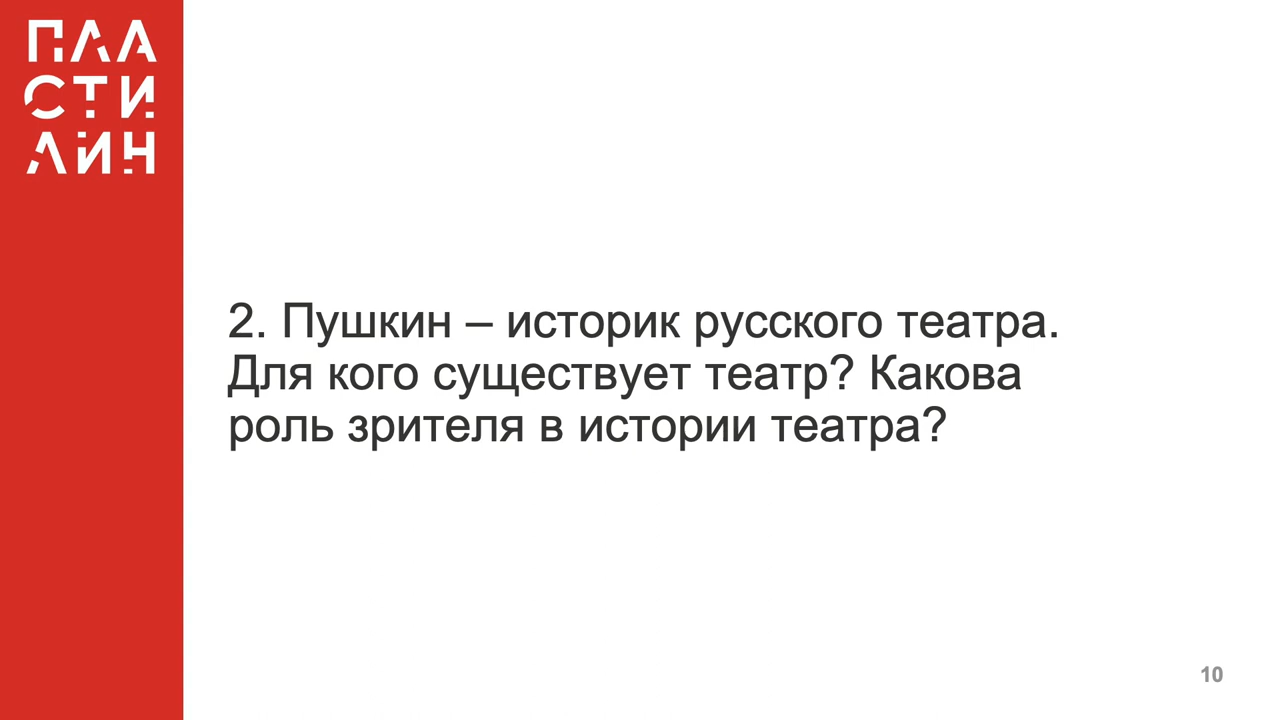 ПЛА
СТИ
ЛИН
2. Пушкин – историк русского театра.
Для кого существует театр? Какова
роль зрителя в истории театра?
10